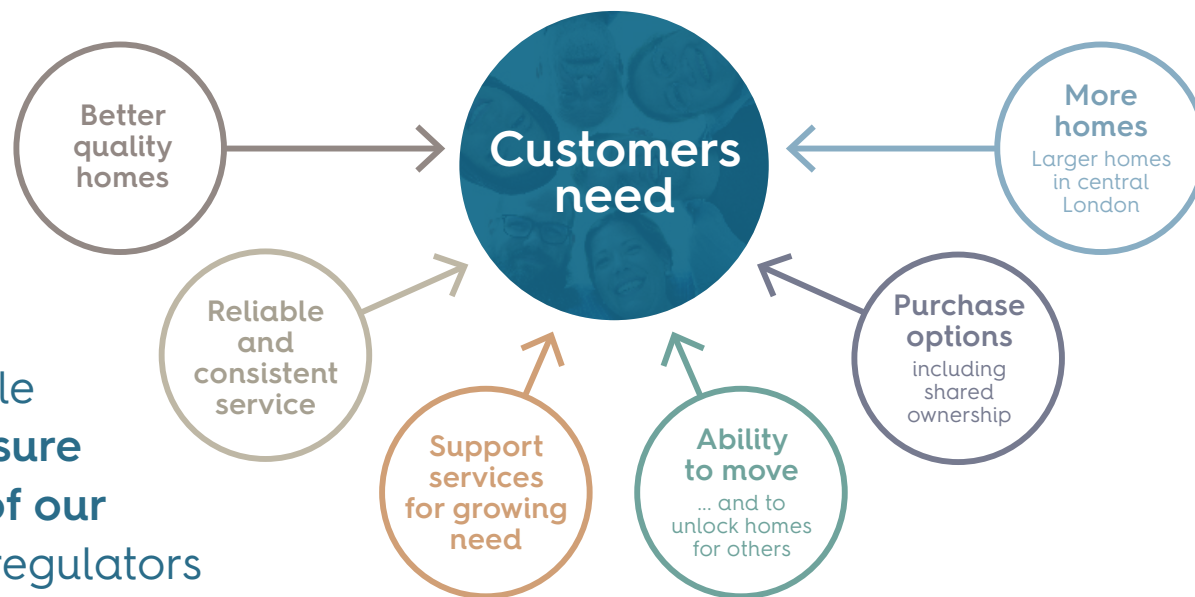 Customers
need
Better
quality
homes
More
homes
Larger homes
in central
London
Reliable
and
consistent
service
Purchase
options
including
shared
ownership
Support
services
for growing
need
Ability
to move
... and to
unlock homes
for others
of our
regulators